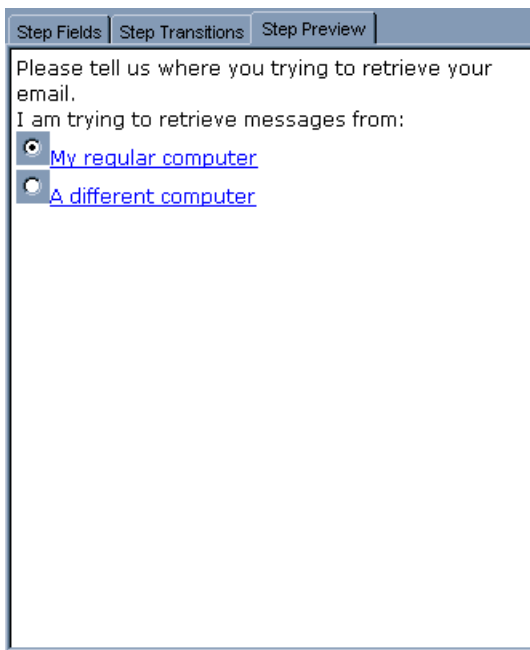 Step Fields Step Transitions Step Preview
Please tell us where you trying to retrieve your
email.
I am trying to retrieve messages from:
My regular computer
A different computer